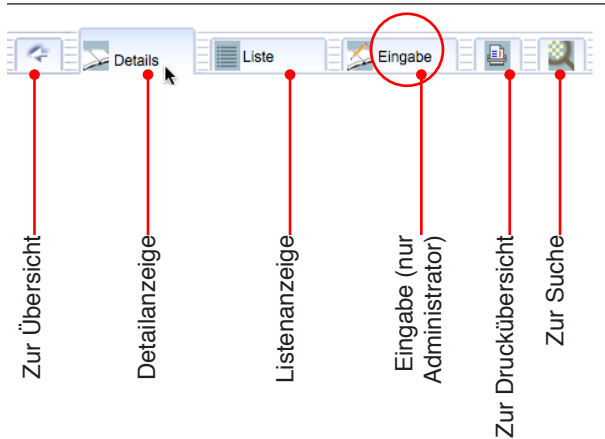 Details
Liste
Eingabe
Zur Übersicht
Detailanzeige
Listenanzeige
Eingabe (nur
Administrator)
Zur Druckübersicht
Zur Suche